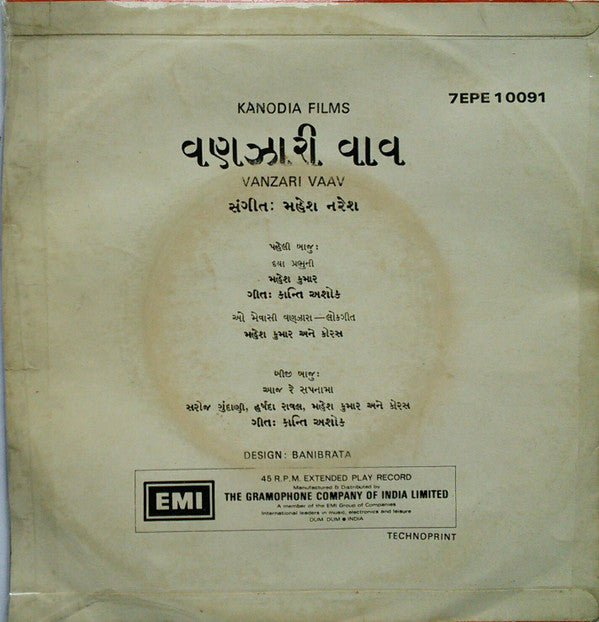 7EPE 10091
KANODIA FILMS
વણઝારી વાવ
VANZARI VAAV
સંગીતઃ મહેશ નરેશ
પહેલી બાજુઃ
દયા પ્રભુની
મહેશ કુમાર
ગીતઃ કાન્તિ અશોક
ઓ મેવાસી વણઝારા—લોકગીત
મહેશ કુમાર અને કોરસ
બીજી બાજુઃ
આજ રે સપનામા
સરોજ ગુંદાણી, હર્ષદા રાવલ, મહેશ કુમાર અને કોરસ
ગીતઃ કાન્તિ અશોક
DESIGN: BANIBRATA
EMI
45 R.P.M. EXTENDED PLAY RECORD
Manufactured & Distributed by
THE GRAMOPHONE COMPANY OF INDIA LIMITED
A member of the EMI Group of Companies
International leaders in music, electronics and leisure
DUM DUM ● INDIA
TECHNOPRINT